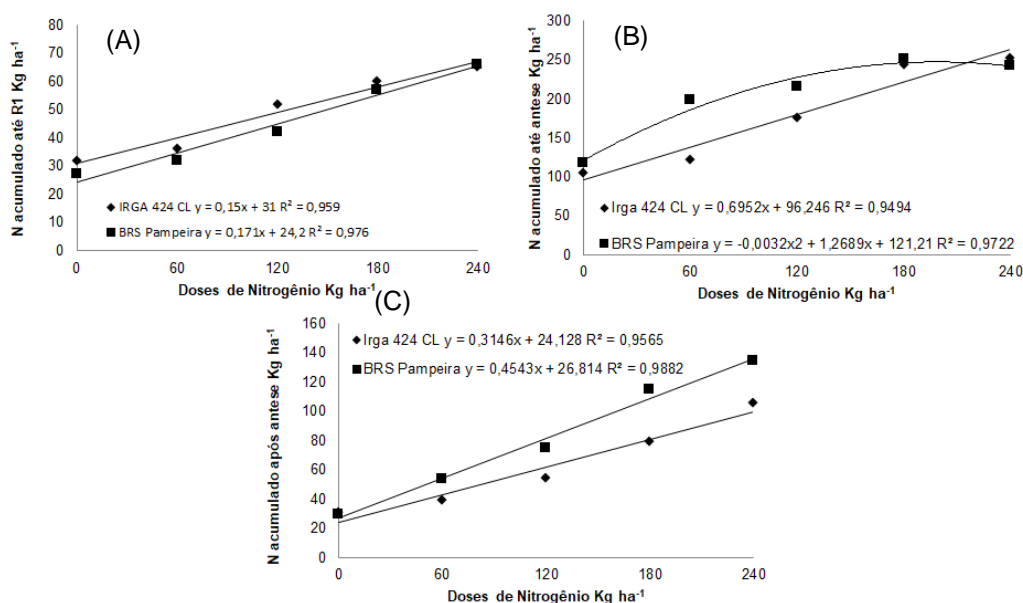 (A)
N acumulado até R1 Kg ha-1
80
70
60
50
40
30
20
10
0
IRGA 424 CL y = 0,15x + 31 R² = 0,959
BRS Pampeira y = 0,171x + 24,2 R² = 0,976
0 60 120 180 240
Doses de Nitrogênio Kg ha-1
(B)
N acumulado até antese Kg ha-1
300
250
200
150
100
50
0
Irga 424 CL y = 0,6952x + 96,246 R² = 0,9494
BRS Pampeira y = -0,0032x2 + 1,2689x + 121,21 R² = 0,9722
0 60 120 180 240
Doses de Nitrogênio Kg ha-1
(C)
N acumulado após antese Kg ha-1
160
140
120
100
80
60
40
20
0
Irga 424 CL y = 0,3146x + 24,128 R² = 0,9565
BRS Pampeira y = 0,4543x + 26,814 R² = 0,9882
0 60 120 180 240
Doses de Nitrogênio Kg ha-1